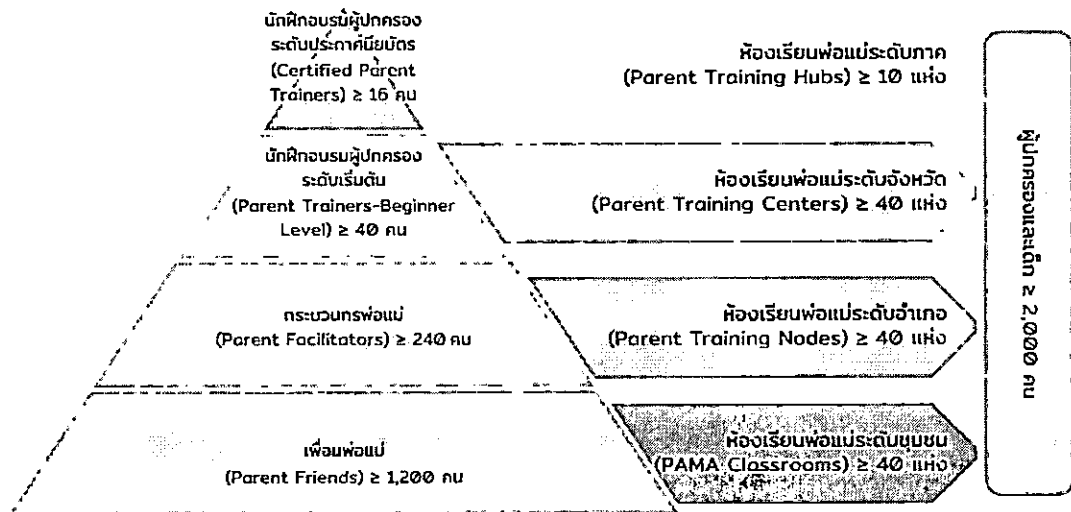 นักฝึกอบรมผู้ปกครอง
ระดับประกาศนียบัตร
(Certified Parent
Trainers) ≥ 16 คน
ห้องเรียนพ่อแม่ระดับภาค
(Parent Training Hubs) ≥ 10 แห่ง
นักฝึกอบรมผู้ปกครอง
ระดับเริ่มต้น
(Parent Trainers-Beginner
Level) ≥ 40 คน
ห้องเรียนพ่อแม่ระดับจังหวัด
(Parent Training Centers) ≥ 40 แห่ง
กระบวนกรพ่อแม่
(Parent Facilitators) ≥ 240 คน
ห้องเรียนพ่อแม่ระดับอำเภอ
(Parent Training Nodes) ≥ 40 แห่ง
เพื่อนพ่อแม่
(Parent Friends) ≥ 1,200 คน
ห้องเรียนพ่อแม่ระดับชุมชน
(PAMA Classrooms) ≥ 40 แห่ง
ผู้ปกครองและเด็ก ≥ 2,000 คน